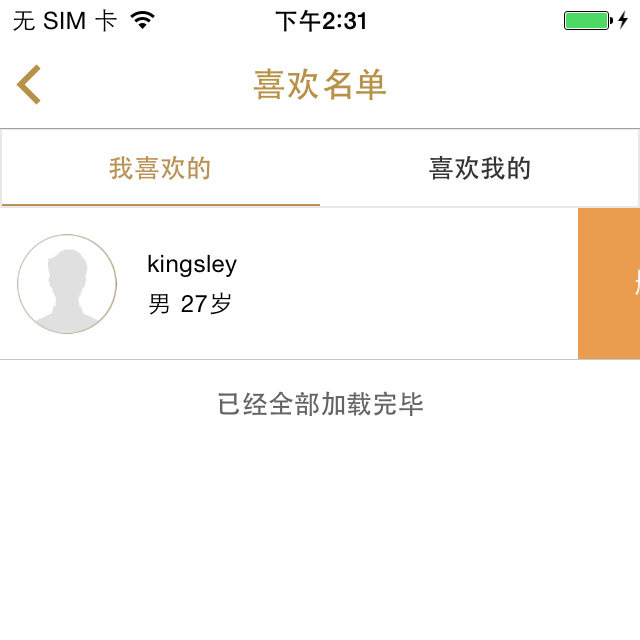 无 SIM 卡 下午2:31
喜欢名单
我喜欢的 喜欢我的
kingsley
男 27岁
已经全部加载完毕